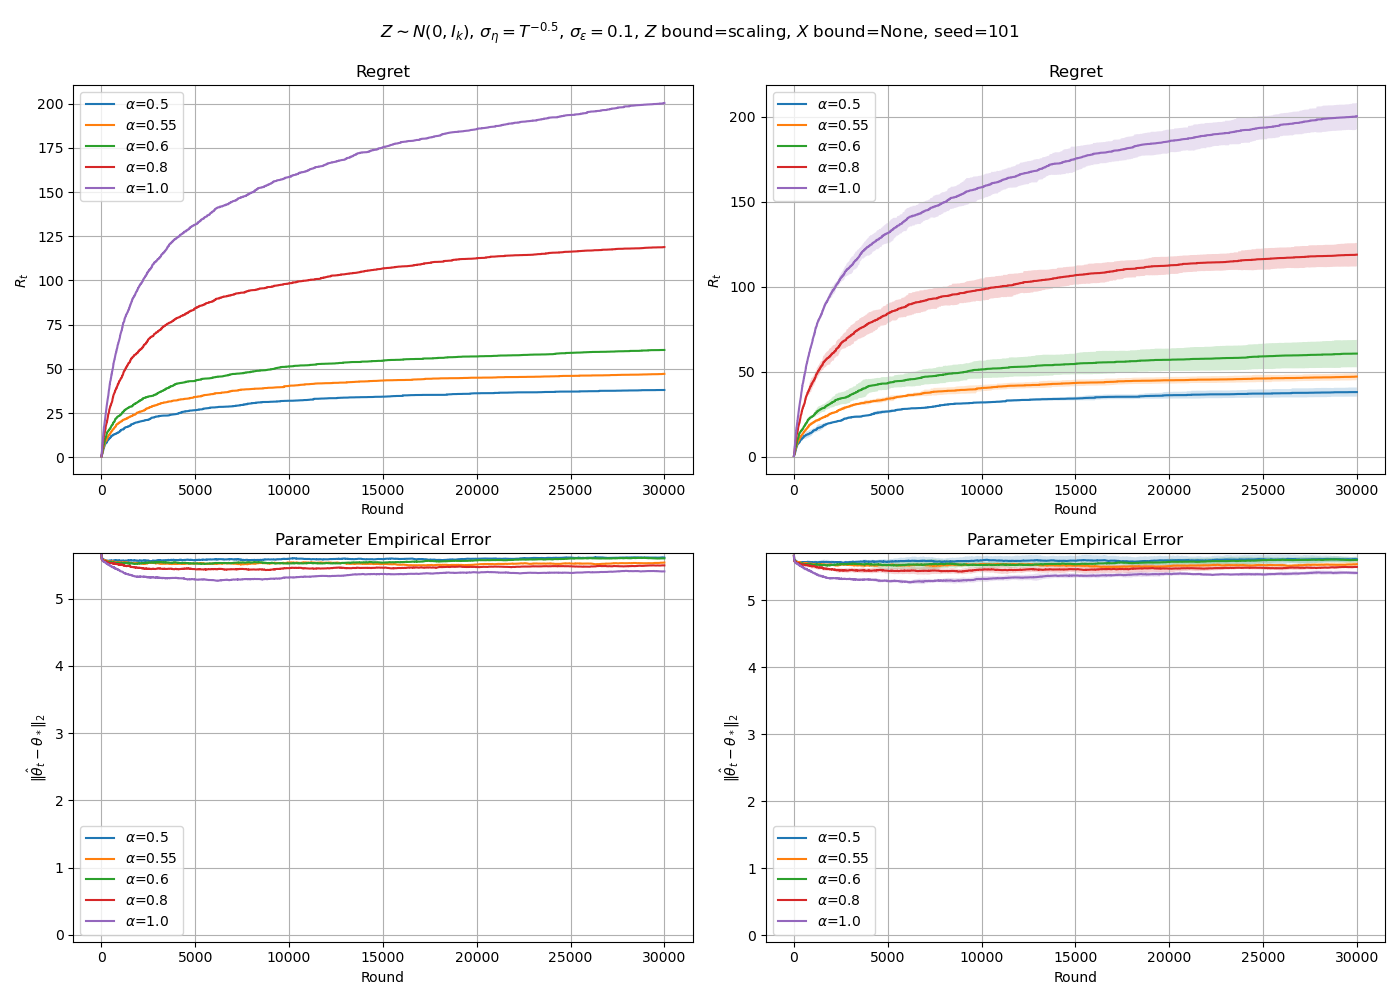 Z ∼ N(0, I_k), σ_η = T^{−0.5}, σ_ε = 0.1, Z bound=scaling, X bound=None, seed=101
Regret
R_t
200
175
150
125
100
75
50
25
0
α=0.5
α=0.55
α=0.6
α=0.8
α=1.0
0 5000 10000 15000 20000 25000 30000
Round
Regret
R_t
200
150
100
50
0
α=0.5
α=0.55
α=0.6
α=0.8
α=1.0
0 5000 10000 15000 20000 25000 30000
Round
Parameter Empirical Error
‖θ̂_t − θ_*‖_2
5
4
3
2
1
0
α=0.5
α=0.55
α=0.6
α=0.8
α=1.0
0 5000 10000 15000 20000 25000 30000
Round
Parameter Empirical Error
‖θ̂_t − θ_*‖_2
5
4
3
2
1
0
α=0.5
α=0.55
α=0.6
α=0.8
α=1.0
0 5000 10000 15000 20000 25000 30000
Round